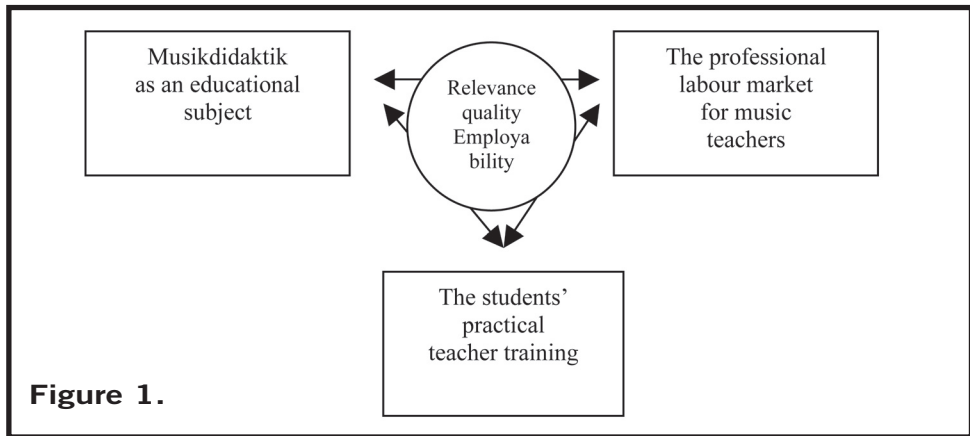 Musikdidaktik
as an educational
subject
Relevance
quality
Employa
bility
The professional
labour market
for music
teachers
The students’
practical
teacher training
Figure 1.